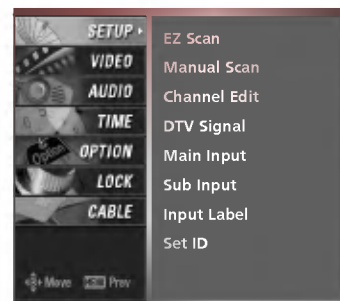 SETUP
VIDEO
AUDIO
TIME
OPTION
LOCK
CABLE
Move Prev
EZ Scan
Manual Scan
Channel Edit
DTV Signal
Main Input
Sub Input
Input Label
Set ID